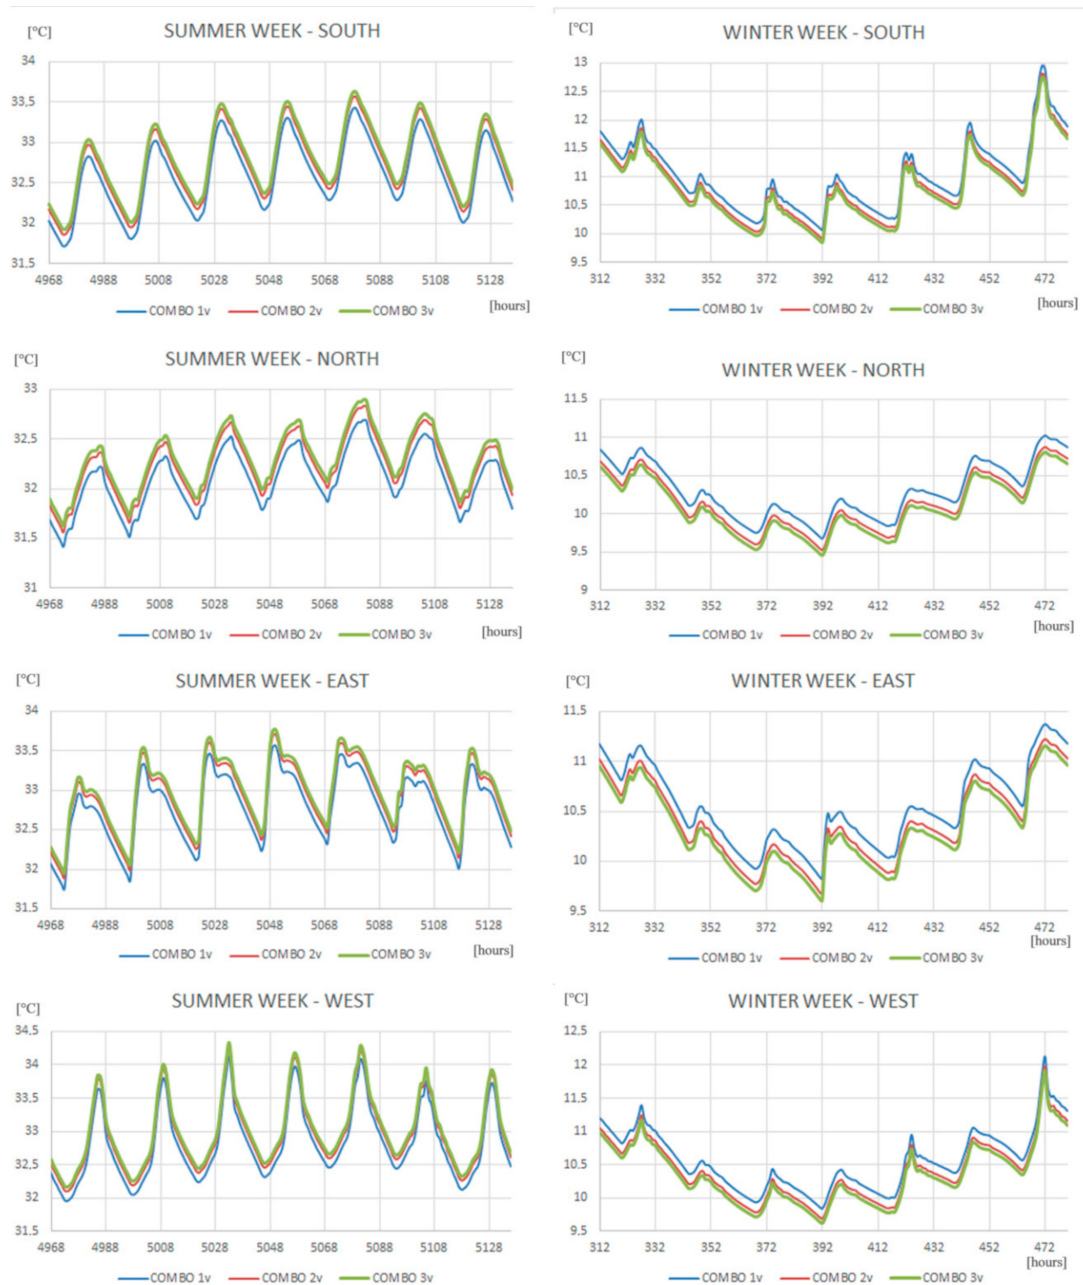 [°C]
SUMMER WEEK - SOUTH
34
33.5
33
32.5
32
31.5
4968 4988 5008 5028 5048 5068 5088 5108 5128
COMBO 1v COMBO 2v COMBO 3v
[hours]
[°C]
WINTER WEEK - SOUTH
13
12.5
12
11.5
11
10.5
10
9.5
312 332 352 372 392 412 432 452 472
COMBO 1v COMBO 2v COMBO 3v
[hours]
[°C]
SUMMER WEEK - NORTH
33
32.5
32
31.5
31
4968 4988 5008 5028 5048 5068 5088 5108 5128
COMBO 1v COMBO 2v COMBO 3v
[hours]
[°C]
WINTER WEEK - NORTH
11.5
11
10.5
10
9.5
9
312 332 352 372 392 412 432 452 472
COMBO 1v COMBO 2v COMBO 3v
[hours]
[°C]
SUMMER WEEK - EAST
34
33.5
33
32.5
32
31.5
4968 4988 5008 5028 5048 5068 5088 5108 5128
COMBO 1v COMBO 2v COMBO 3v
[hours]
[°C]
WINTER WEEK - EAST
11.5
11
10.5
10
9.5
312 332 352 372 392 412 432 452 472
COMBO 1v COMBO 2v COMBO 3v
[hours]
[°C]
SUMMER WEEK - WEST
34.5
34
33.5
33
32.5
32
31.5
4968 4988 5008 5028 5048 5068 5088 5108 5128
COMBO 1v COMBO 2v COMBO 3v
[hours]
[°C]
WINTER WEEK - WEST
12.5
12
11.5
11
10.5
10
9.5
312 332 352 372 392 412 432 452 472
COMBO 1v COMBO 2v COMBO 3v
[hours]